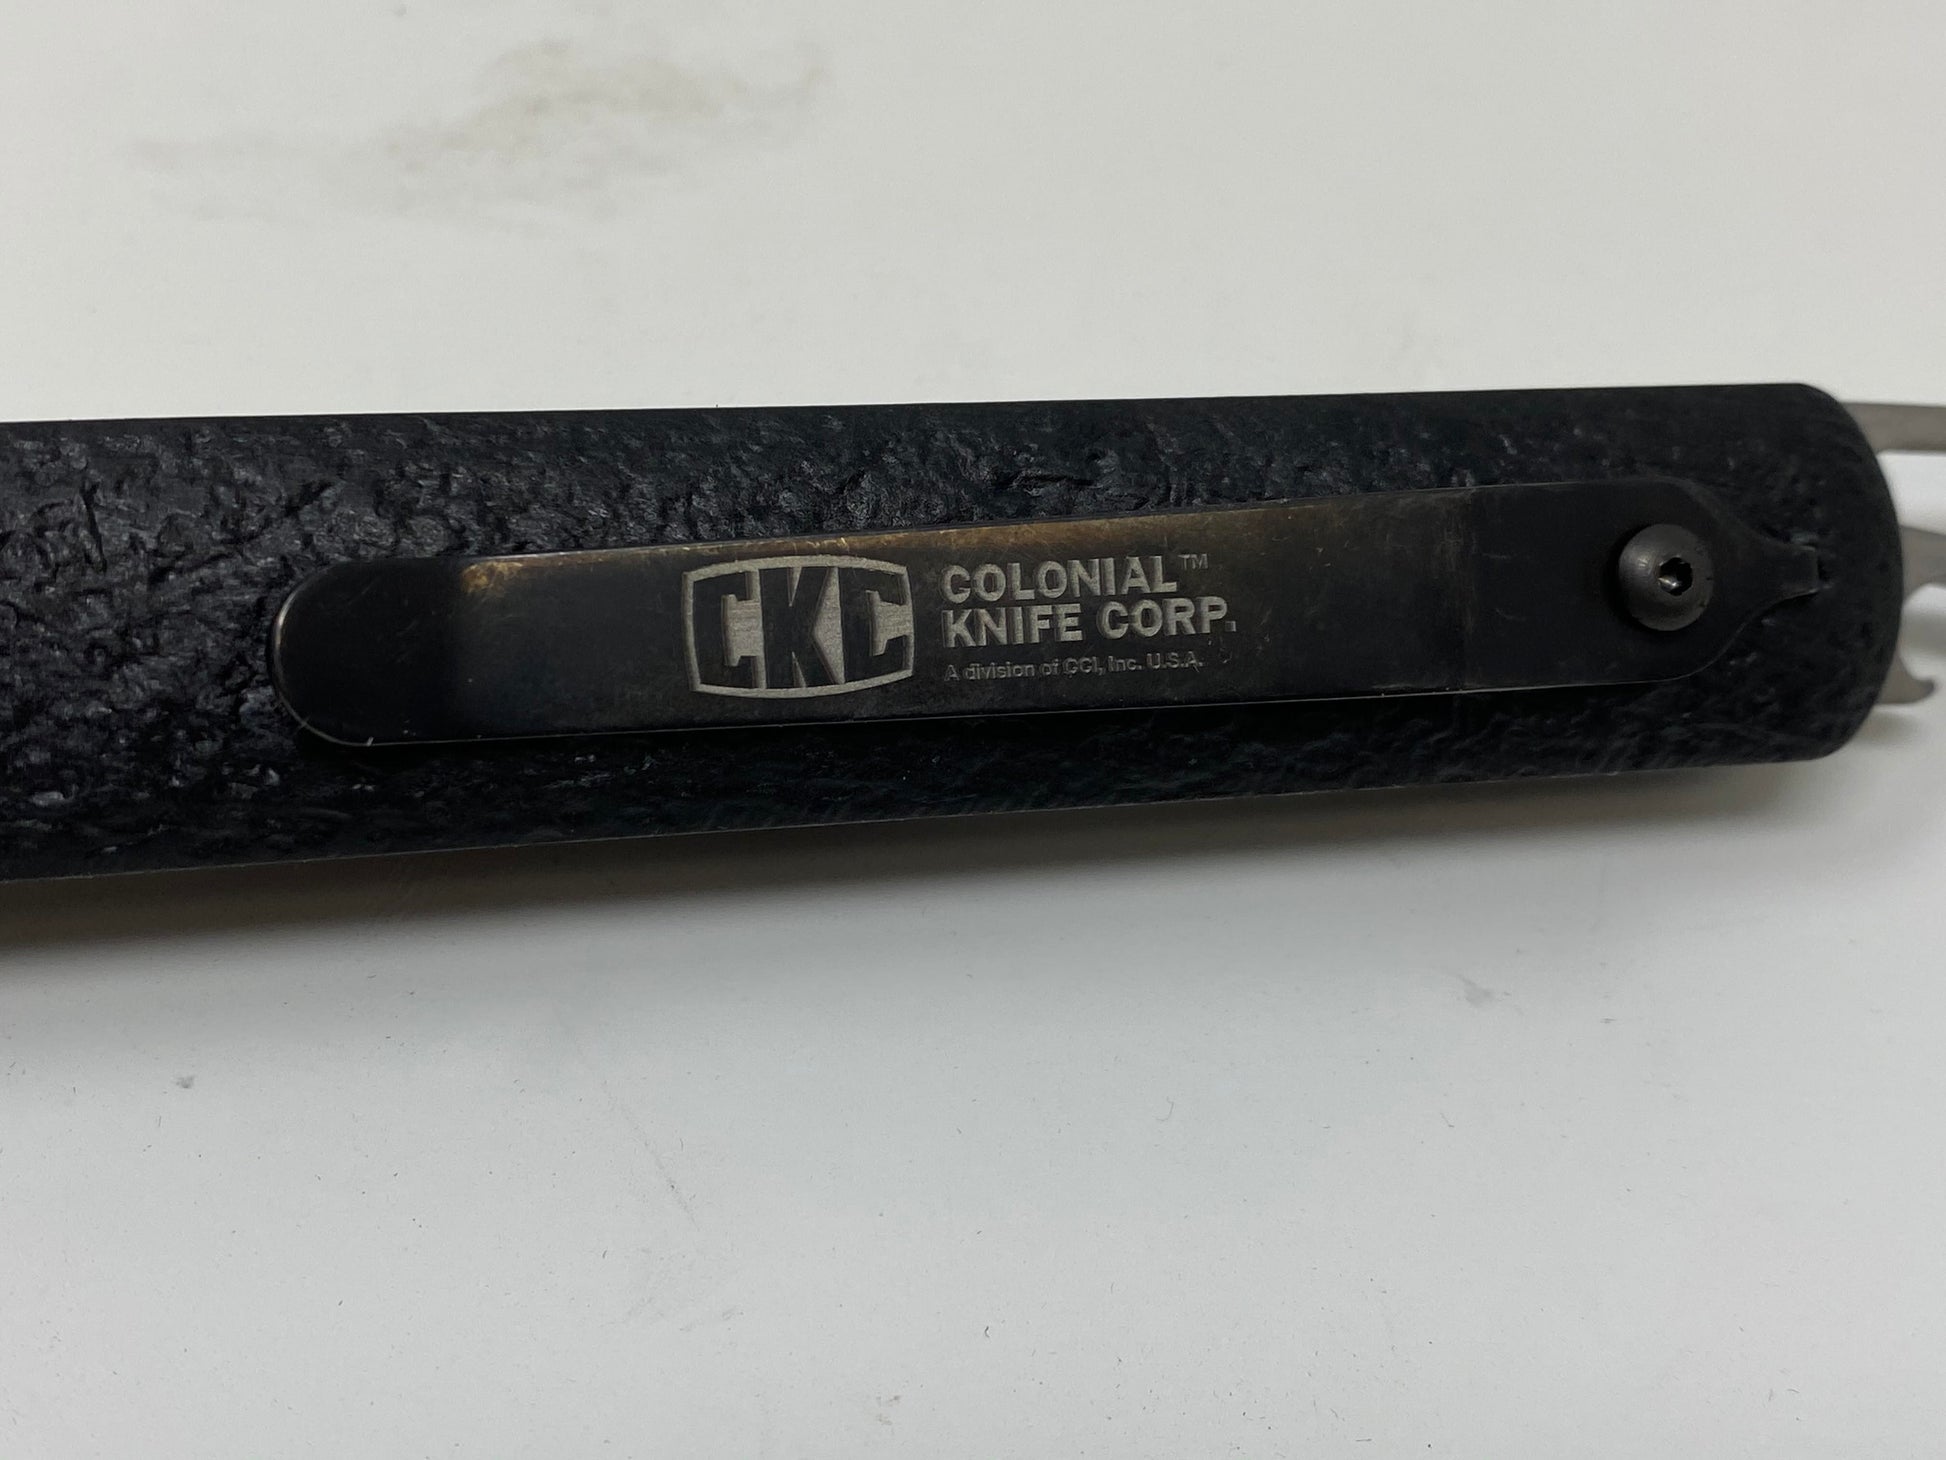 CKC
COLONIAL™
KNIFE CORP.
A division of CCI, Inc. U.S.A.